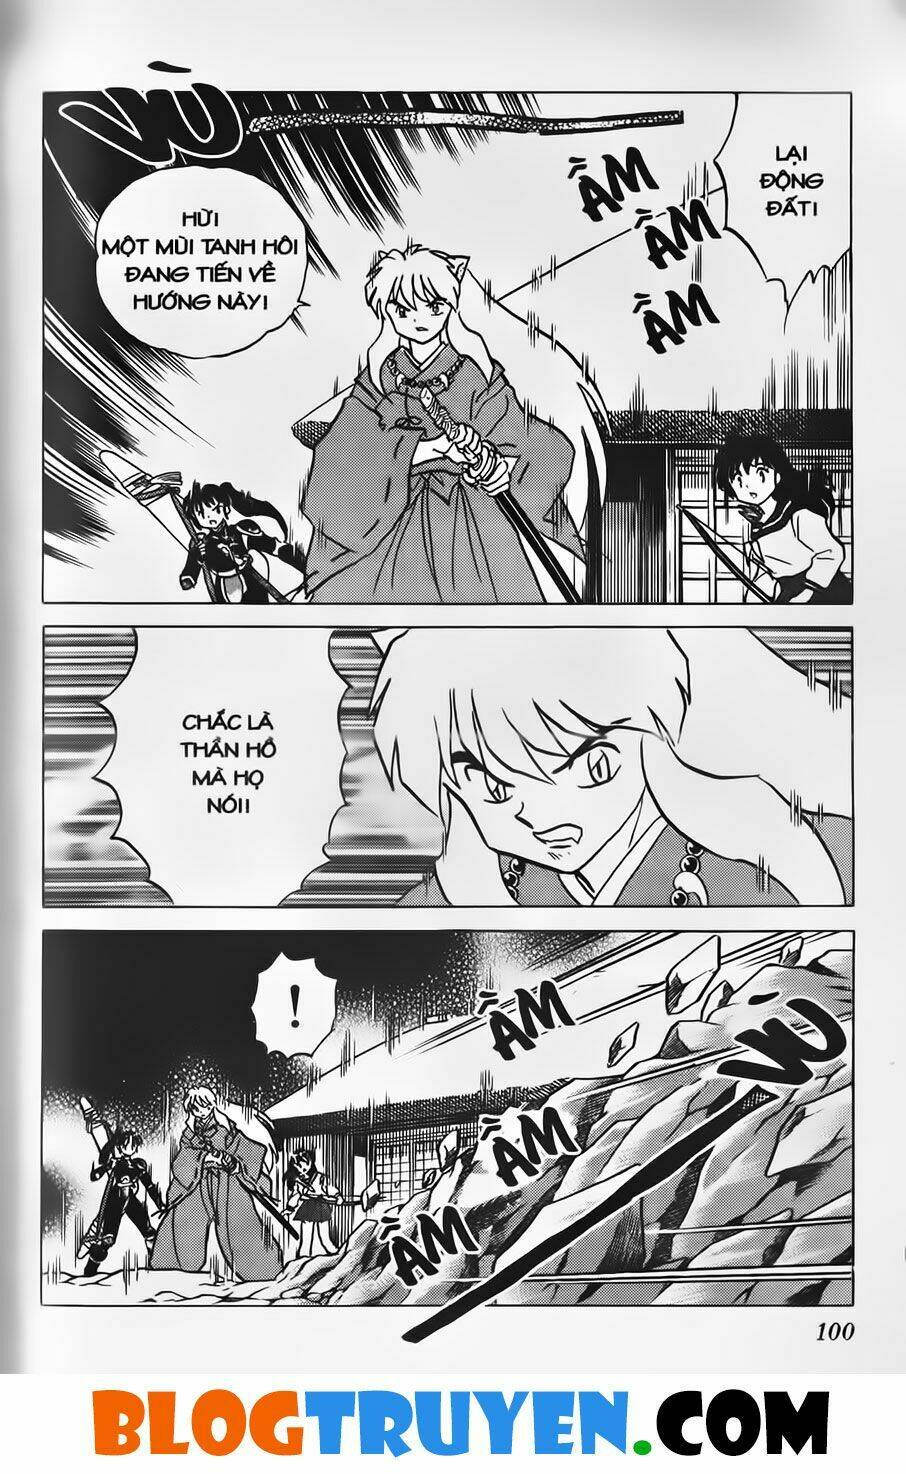 VÙ
LẠI
ĐỘNG
ĐẤT!
ẦM
ẦM
ẦM
HỪ!
MỘT MÙI TANH HÔI
ĐANG TIẾN VỀ
HƯỚNG NÀY!
CHẮC LÀ
THẦN HỔ
MÀ HỌ
NÓI!
!
ẦM
VÙ
ẦM
ẦM
100
BLOGTRUYEN.COM